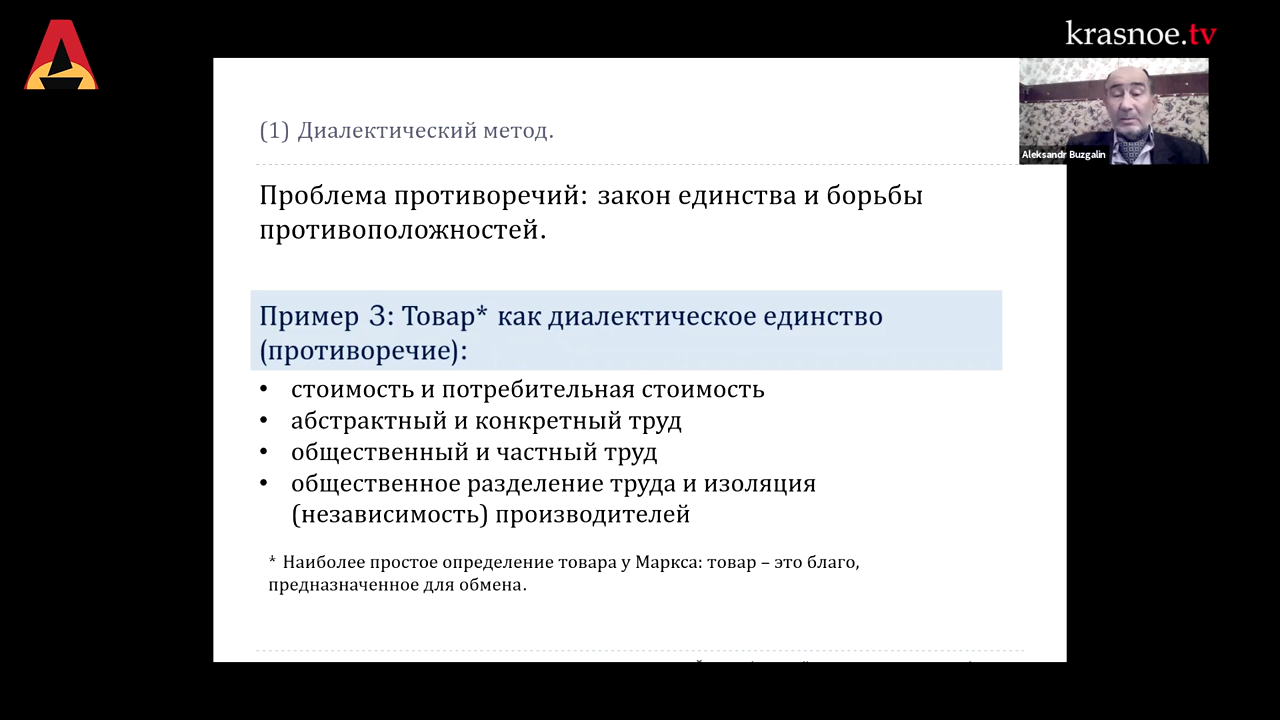 krasnoe.tv
Aleksandr Buzgalin
(1) Диалектический метод.
Проблема противоречий: закон единства и борьбы
противоположностей.
Пример 3: Товар* как диалектическое единство
(противоречие):
• стоимость и потребительная стоимость
• абстрактный и конкретный труд
• общественный и частный труд
• общественное разделение труда и изоляция
(независимость) производителей
* Наиболее простое определение товара у Маркса: товар – это благо,
предназначенное для обмена.